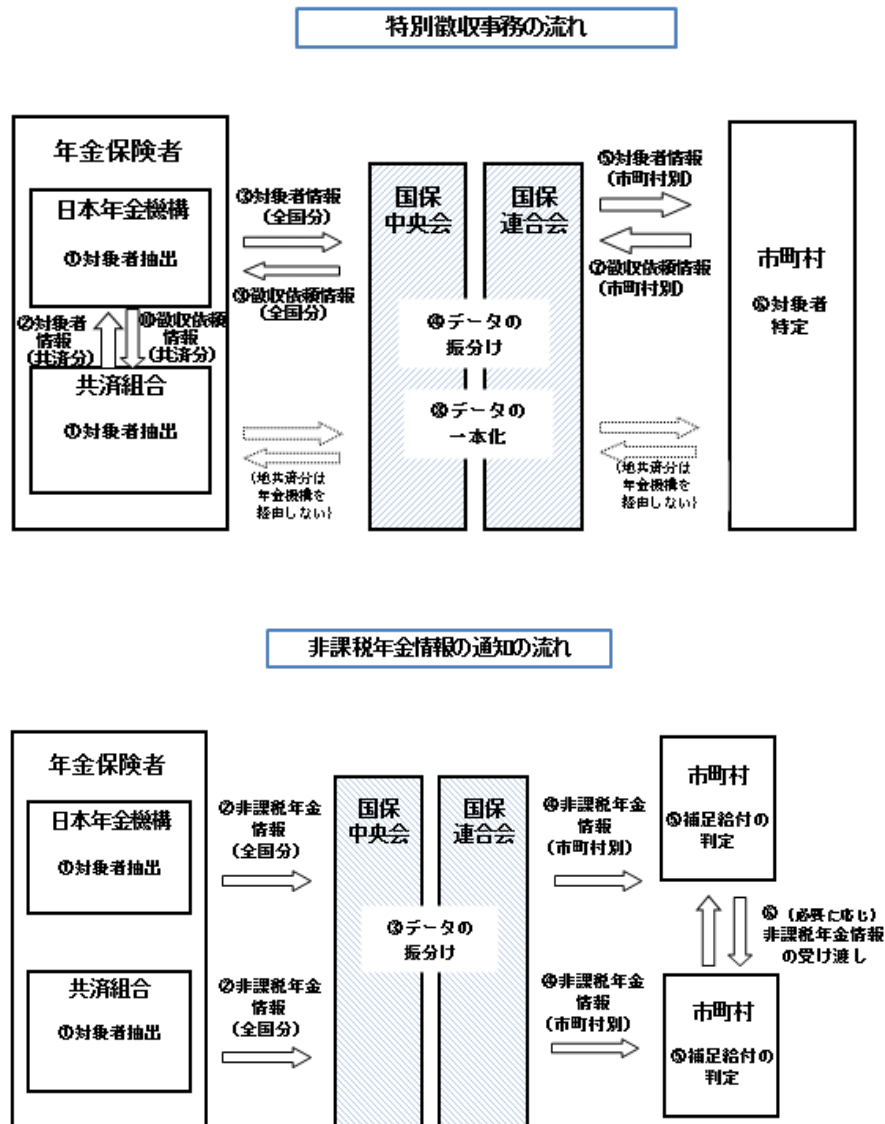 特別徴収事務の流れ
年金保険者
日本年金機構
①対象者抽出
②対象者
情報
(共済分)
⑩徴収依頼
情報
(共済分)
共済組合
①対象者抽出
③対象者情報
(全国分)
⑨徴収依頼情報
(全国分)
(地共済分は
年金機構を
経由しない)
国保
中央会
国保
連合会
④データの
振分け
⑧データの
一本化
⑤対象者情報
(市町村別)
⑦徴収依頼情報
(市町村別)
(地共済分は
年金機構を
経由しない)
市町村
⑥対象者
特定
非課税年金情報の通知の流れ
年金保険者
日本年金機構
①対象者抽出
共済組合
①対象者抽出
②非課税年金
情報
(全国分)
②非課税年金
情報
(全国分)
国保
中央会
国保
連合会
③データの
振分け
④非課税年金
情報
(市町村別)
④非課税年金
情報
(市町村別)
市町村
⑤補足給付の
判定
⑥（必要に応じ）
非課税年金情報
の受け渡し
市町村
⑤補足給付の
判定